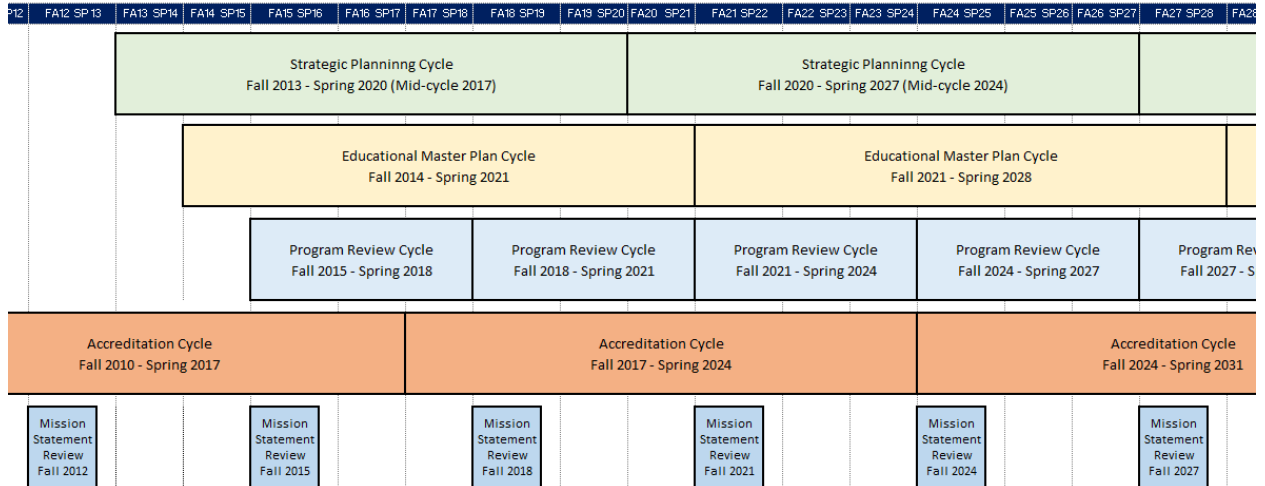 P12 FA12 SP 13 FA13 SP14 FA14 SP15 FA15 SP16 FA16 SP17 FA17 SP18 FA18 SP19 FA19 SP20 FA20 SP21 FA21 SP22 FA22 SP23 FA23 SP24 FA24 SP25 FA25 SP26 FA26 SP27 FA27 SP28 FA28
Strategic Planninng Cycle
Fall 2013 - Spring 2020 (Mid-cycle 2017)
Strategic Planninng Cycle
Fall 2020 - Spring 2027 (Mid-cycle 2024)
Educational Master Plan Cycle
Fall 2014 - Spring 2021
Educational Master Plan Cycle
Fall 2021 - Spring 2028
Program Review Cycle
Fall 2015 - Spring 2018
Program Review Cycle
Fall 2018 - Spring 2021
Program Review Cycle
Fall 2021 - Spring 2024
Program Review Cycle
Fall 2024 - Spring 2027
Program Rev
Fall 2027 - S
Accreditation Cycle
Fall 2010 - Spring 2017
Accreditation Cycle
Fall 2017 - Spring 2024
Accreditation Cycle
Fall 2024 - Spring 2031
Mission
Statement
Review
Fall 2012
Mission
Statement
Review
Fall 2015
Mission
Statement
Review
Fall 2018
Mission
Statement
Review
Fall 2021
Mission
Statement
Review
Fall 2024
Mission
Statement
Review
Fall 2027